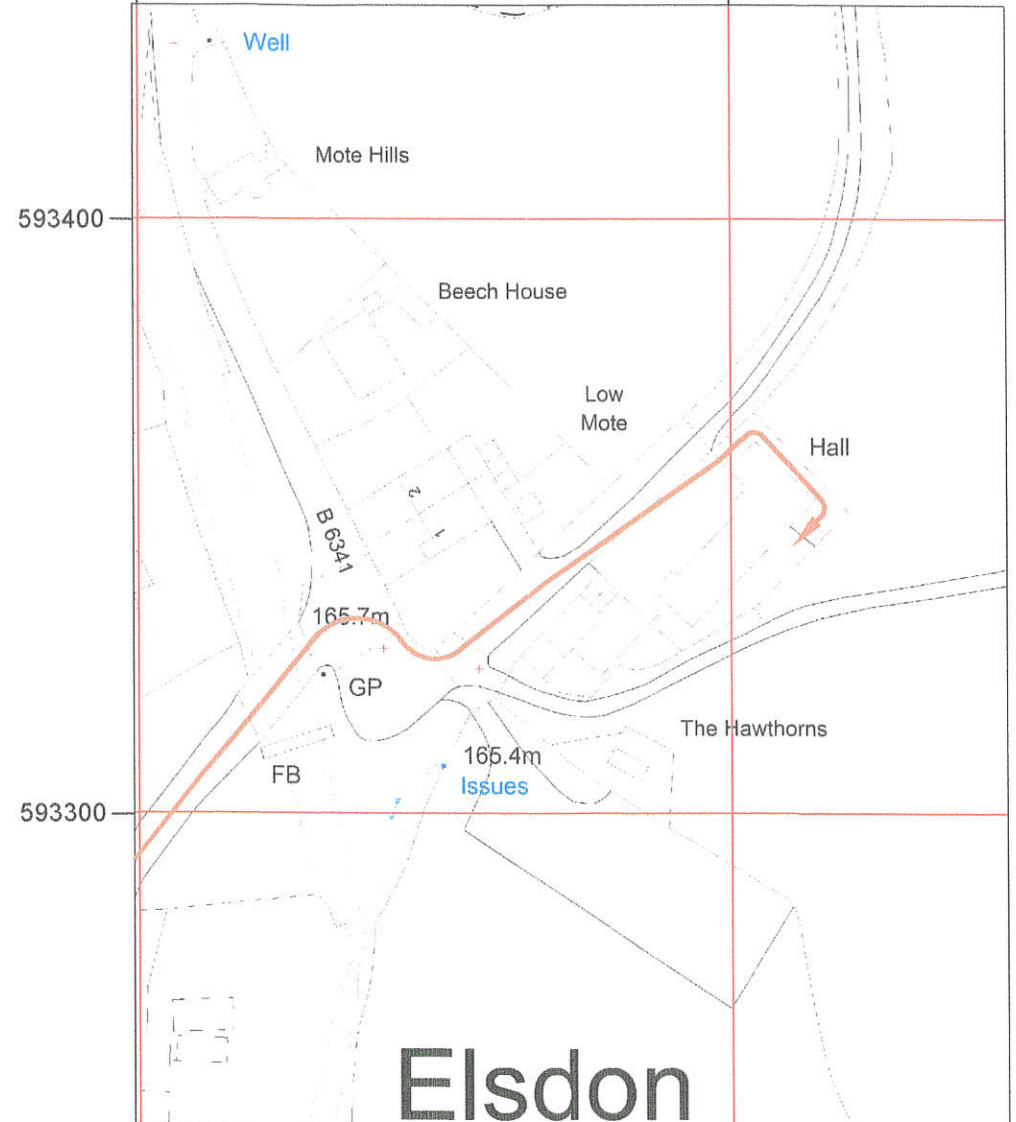 Well
Mote Hills
593400
Beech House
Low
Mote
Hall
2
1
B 6341
165.7m
GP
The Hawthorns
165.4m
FB
Issues
593300
Elsdon